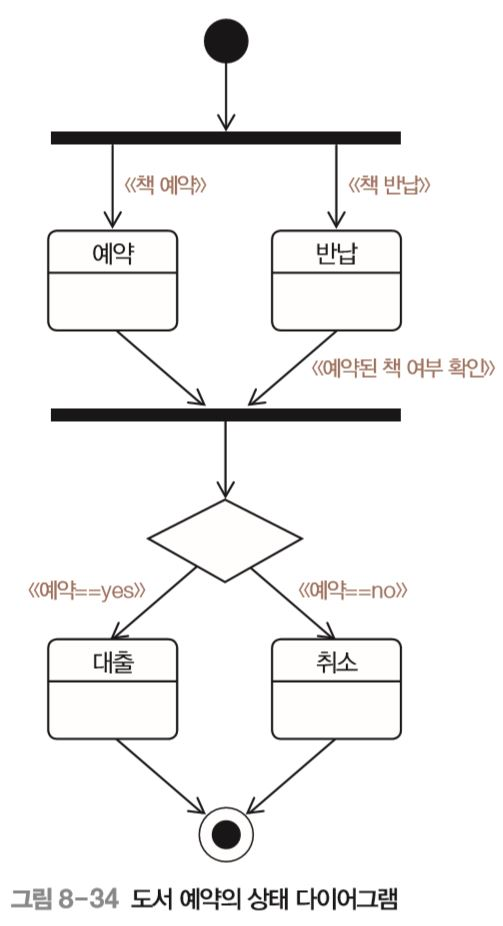 《책 예약》
《책 반납》
예약
반납
《예약된 책 여부 확인》
《예약==yes》
《예약==no》
대출
취소
그림 8-34 도서 예약의 상태 다이어그램